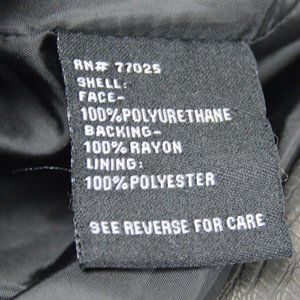 RN# 77025
SHELL:
FACE-
100%POLYURETHANE
BACKING-
100%RAYON
LINING:
100%POLYESTER
SEE REVERSE FOR CARE